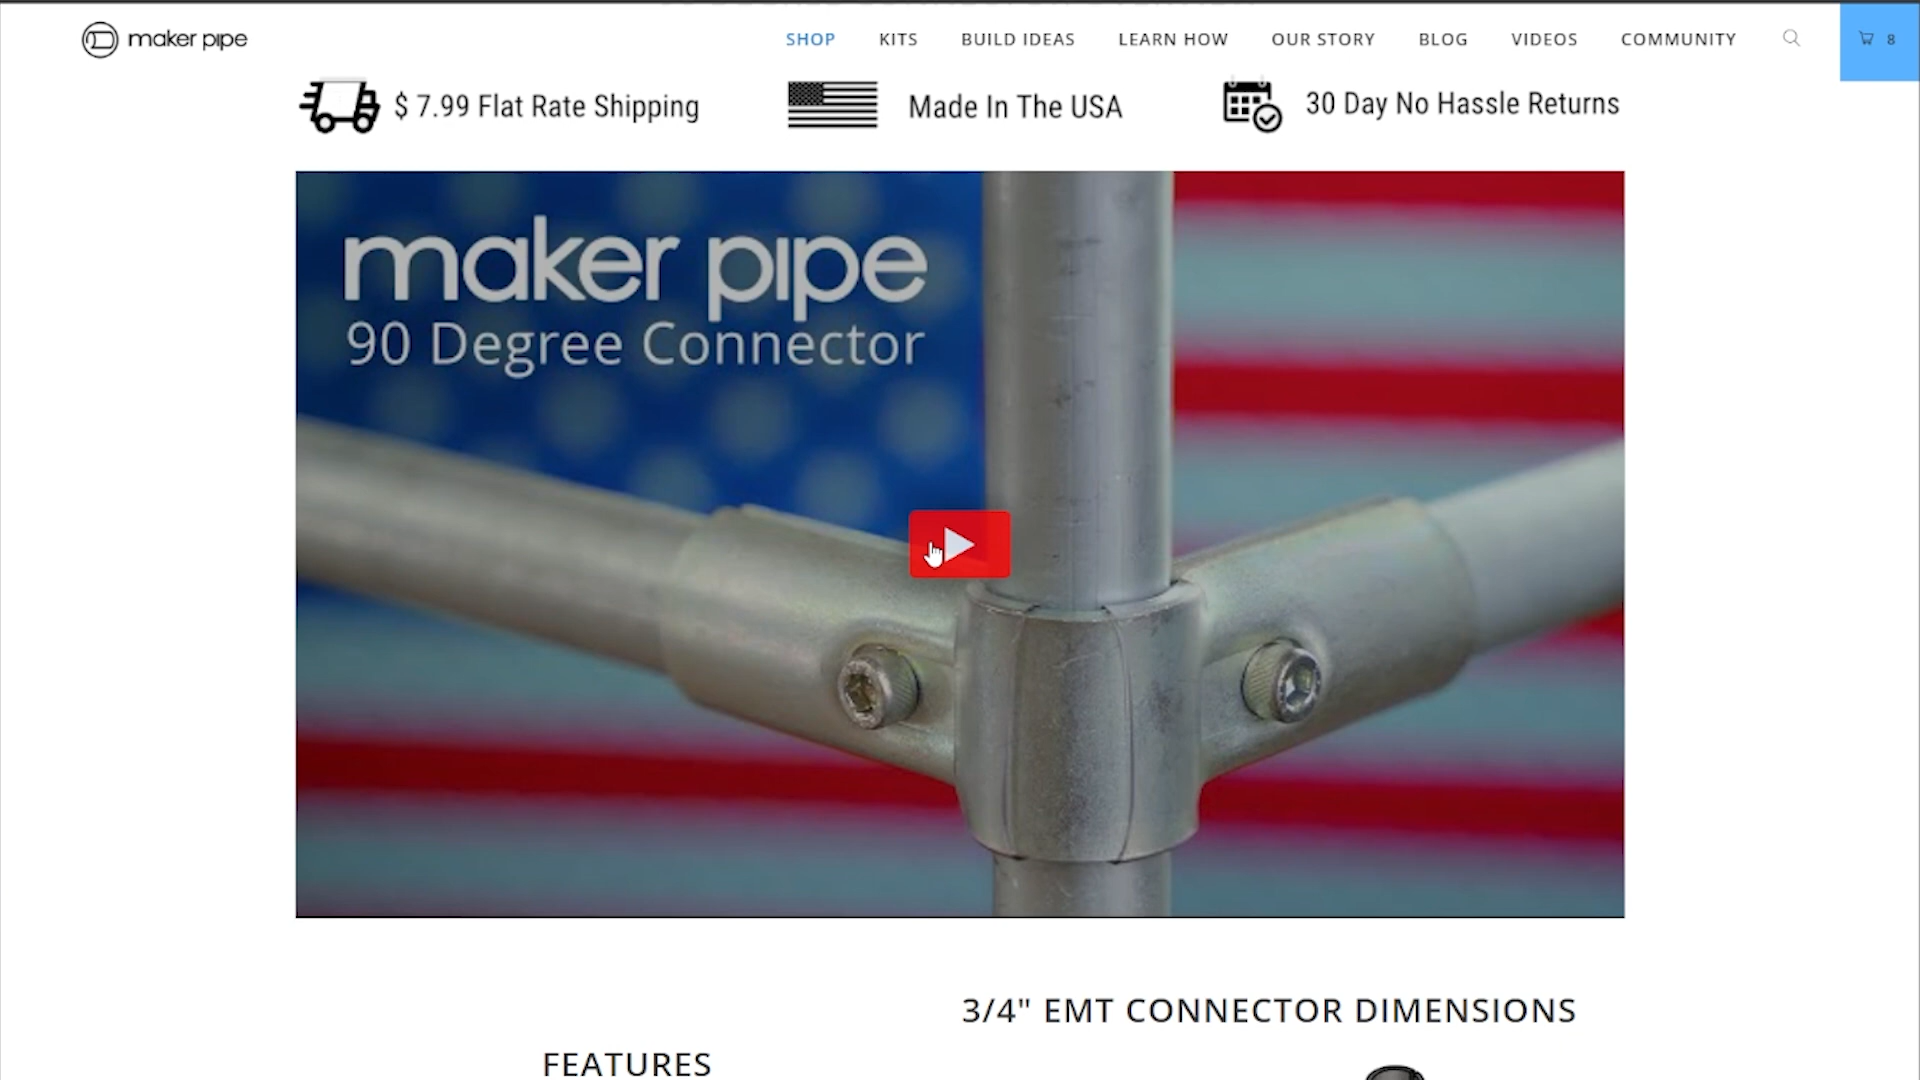 maker pipe
SHOP KITS BUILD IDEAS LEARN HOW OUR STORY BLOG VIDEOS COMMUNITY 8
$ 7.99 Flat Rate Shipping Made In The USA 30 Day No Hassle Returns
maker pipe
90 Degree Connector
3/4" EMT CONNECTOR DIMENSIONS
FEATURES